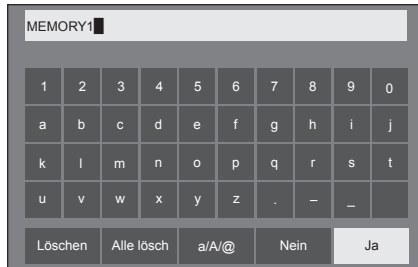 MEMORY1
1 2 3 4 5 6 7 8 9 0
a b c d e f g h i j
k l m n o p q r s t
u v w x y z . – _
Löschen Alle lösch a/A/@ Nein Ja